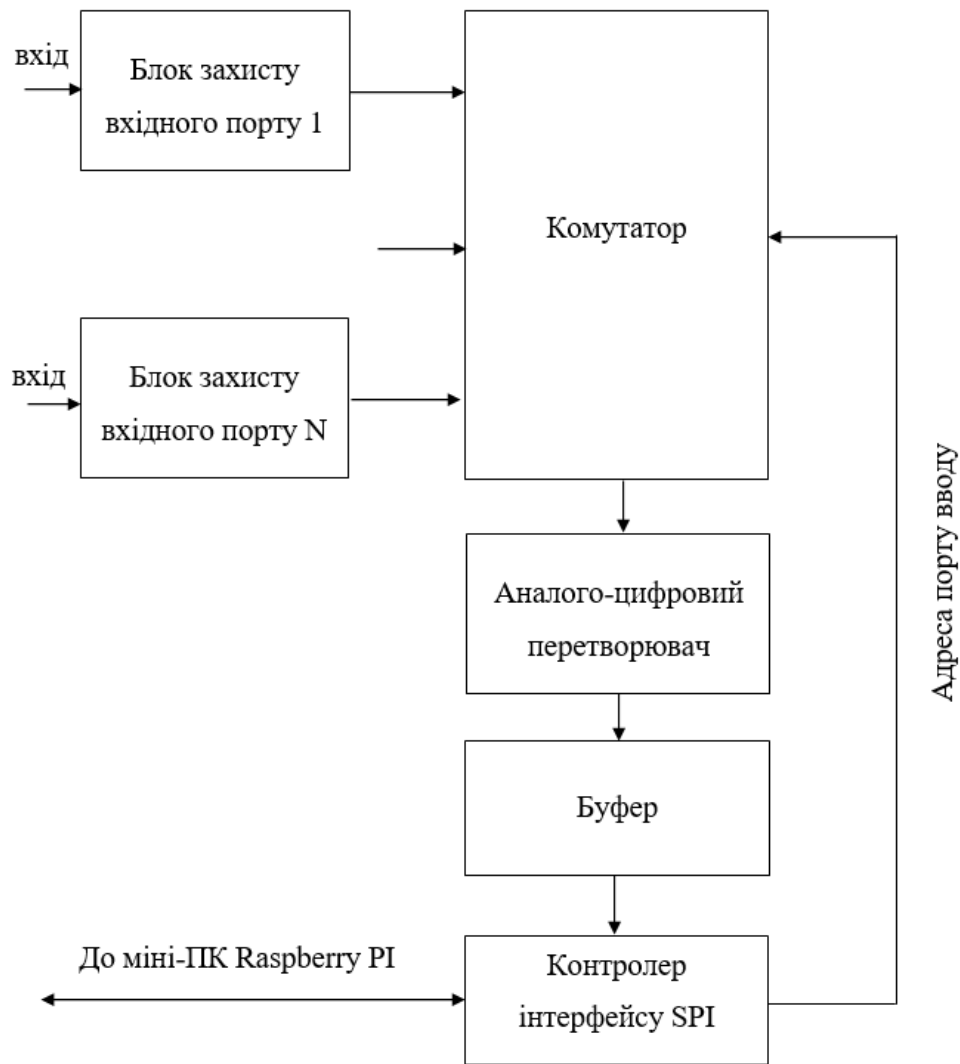 вхід
Блок захисту
вхідного порту 1
Комутатор
вхід
Блок захисту
вхідного порту N
Адреса порту вводу
Аналого-цифровий
перетворювач
Буфер
До міні-ПК Raspberry PI
Контролер
інтерфейсу SPI